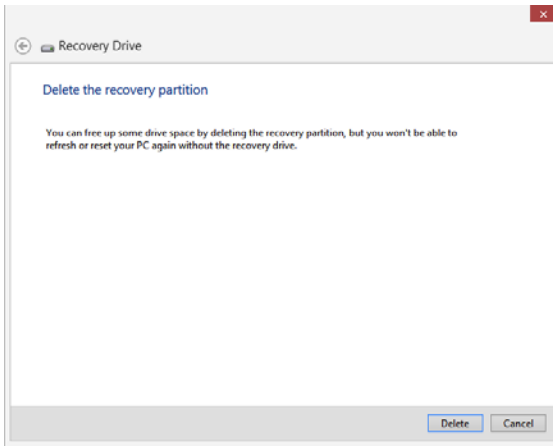 Recovery Drive
Delete the recovery partition
You can free up some drive space by deleting the recovery partition, but you won't be able to
refresh or reset your PC again without the recovery drive.
Delete Cancel